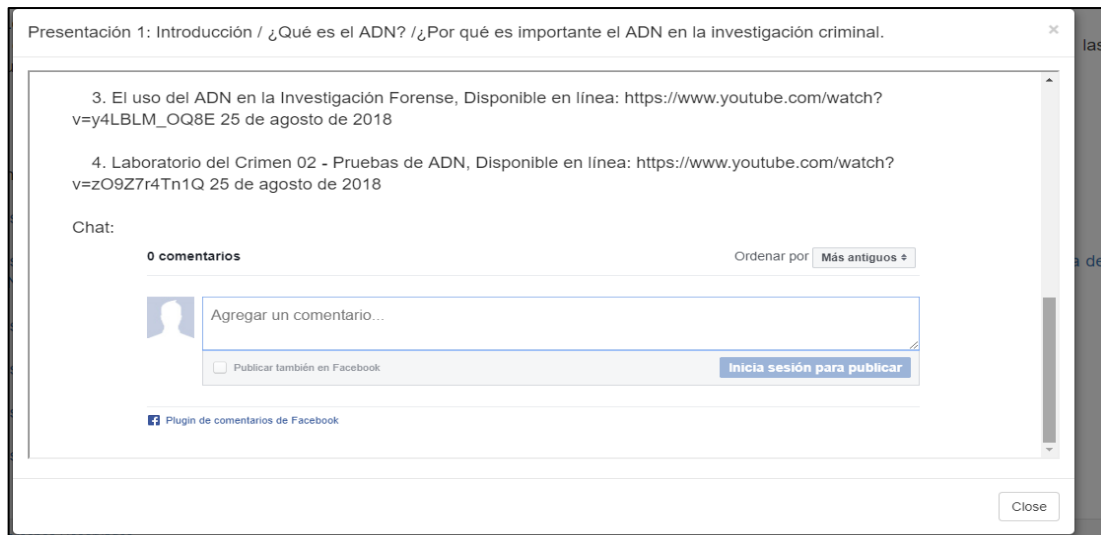 Presentación 1: Introducción / ¿Qué es el ADN? /¿Por qué es importante el ADN en la investigación criminal.
×
las
3. El uso del ADN en la Investigación Forense, Disponible en línea: https://www.youtube.com/watch?
v=y4LBLM_OQ8E 25 de agosto de 2018
4. Laboratorio del Crimen 02 - Pruebas de ADN, Disponible en línea: https://www.youtube.com/watch?
v=zO9Z7r4Tn1Q 25 de agosto de 2018
Chat:
0 comentarios
Ordenar por Más antiguos
a de
Agregar un comentario...
Publicar también en Facebook
Inicia sesión para publicar
Plugin de comentarios de Facebook
Close